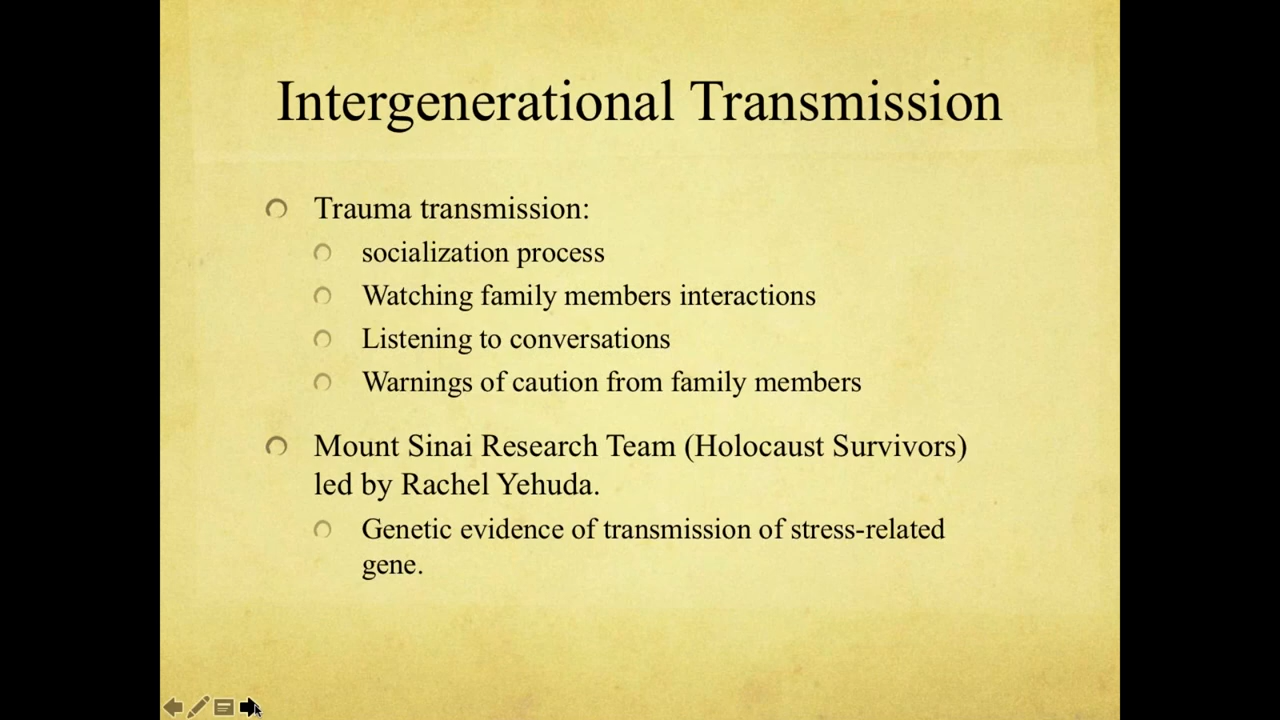 Intergenerational Transmission
Trauma transmission:
socialization process
Watching family members interactions
Listening to conversations
Warnings of caution from family members
Mount Sinai Research Team (Holocaust Survivors)
led by Rachel Yehuda.
Genetic evidence of transmission of stress-related
gene.